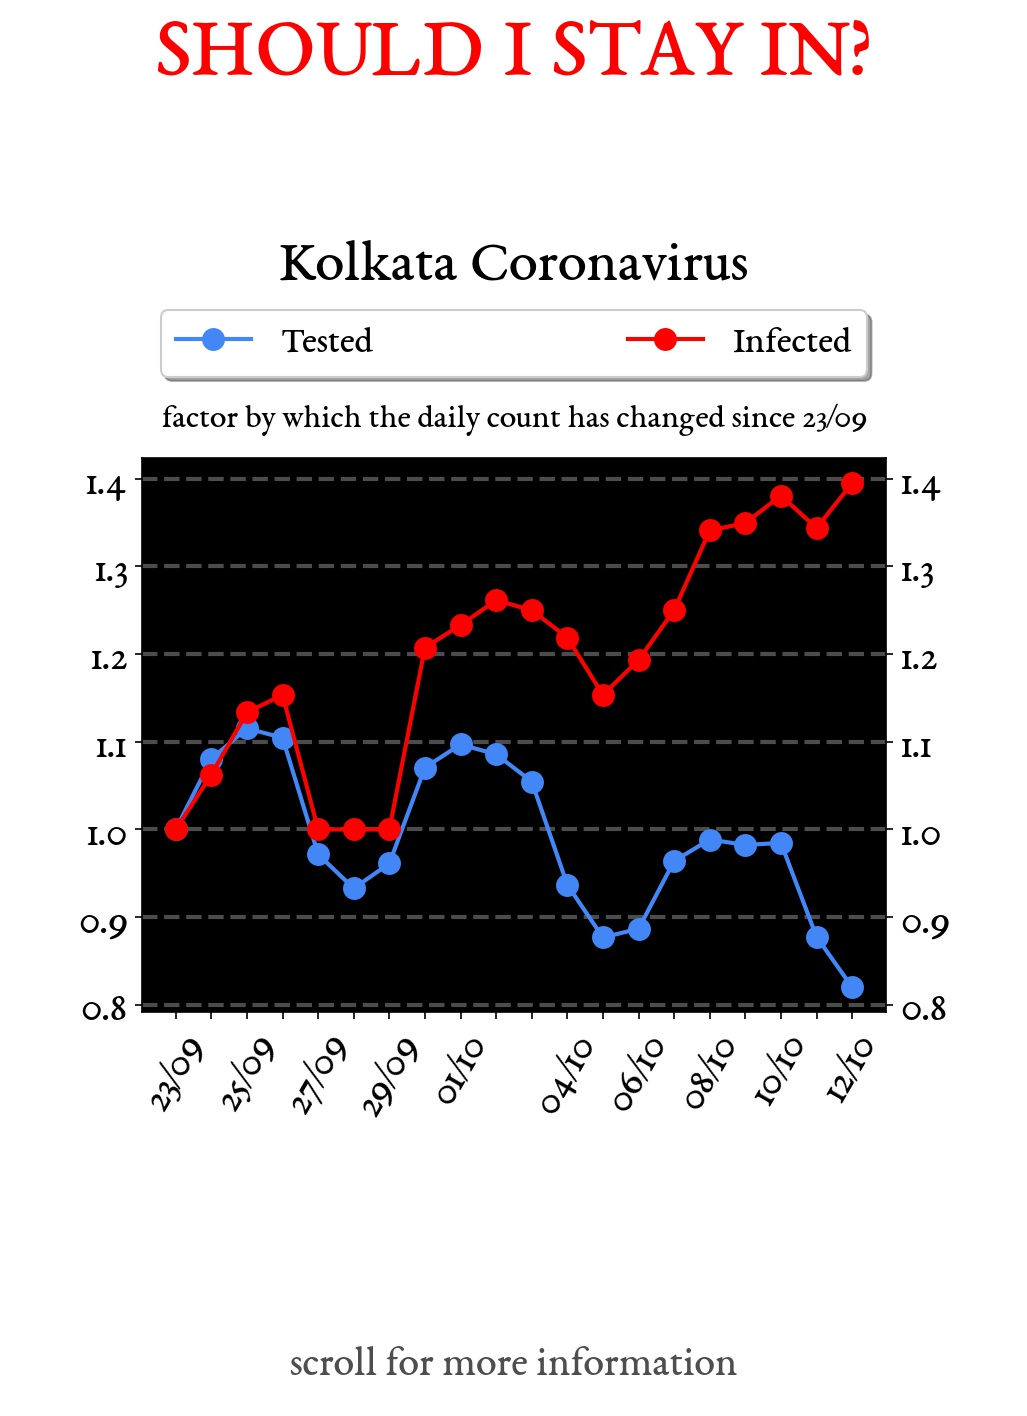 SHOULD I STAY IN?
Kolkata Coronavirus
Tested Infected
factor by which the daily count has changed since 23/09
1.4 1.4
1.3 1.3
1.2 1.2
1.1 1.1
1.0 1.0
0.9 0.9
0.8 0.8
23/09 25/09 27/09 29/09 01/10 04/10 06/10 08/10 10/10 12/10
scroll for more information